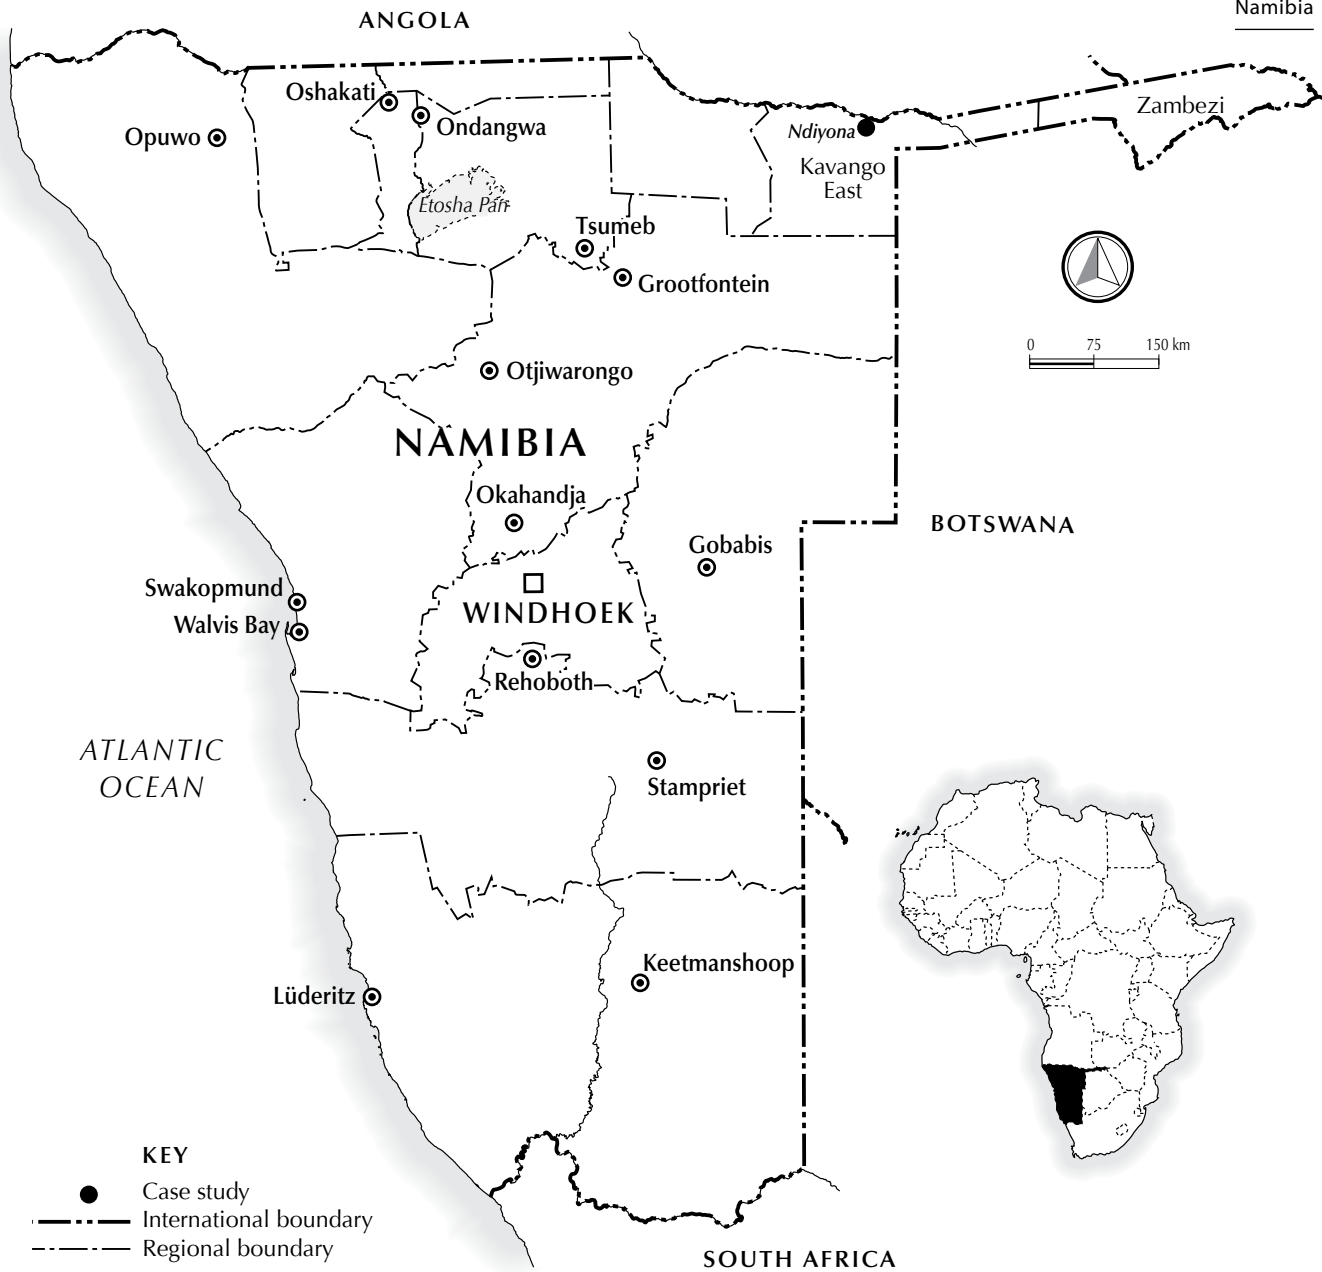 Namibia
ANGOLA
Oshakati
Ondangwa
Opuwo
Zambezi
Ndiyona
Kavango
East
Etosha Pan
Tsumeb
Grootfontein
0 75 150 km
Otjiwarongo
NAMIBIA
Okahandja
BOTSWANA
Gobabis
Swakopmund
WINDHOEK
Walvis Bay
Rehoboth
ATLANTIC
OCEAN
Stampriet
Keetmanshoop
Lüderitz
KEY
Case study
International boundary
Regional boundary
SOUTH AFRICA